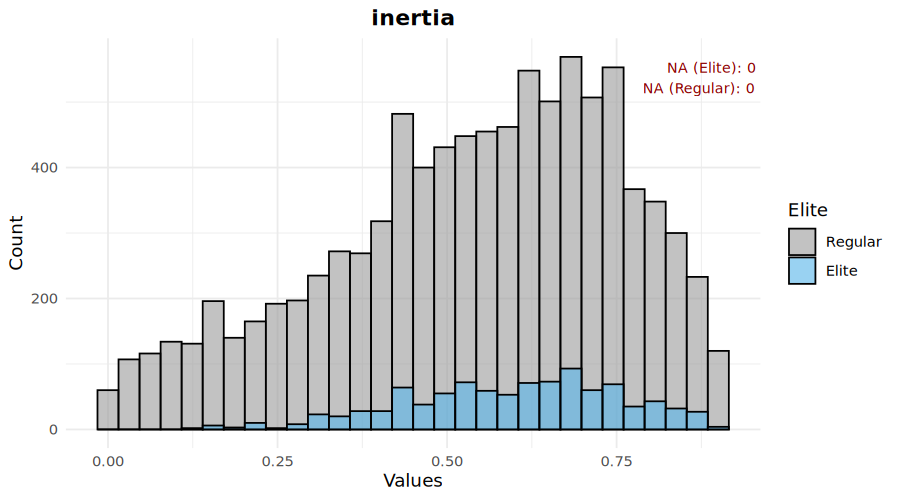 inertia
NA (Elite): 0
NA (Regular): 0
Count
400
200
0
0.00
0.25
0.50
0.75
Values
Elite
Regular
Elite